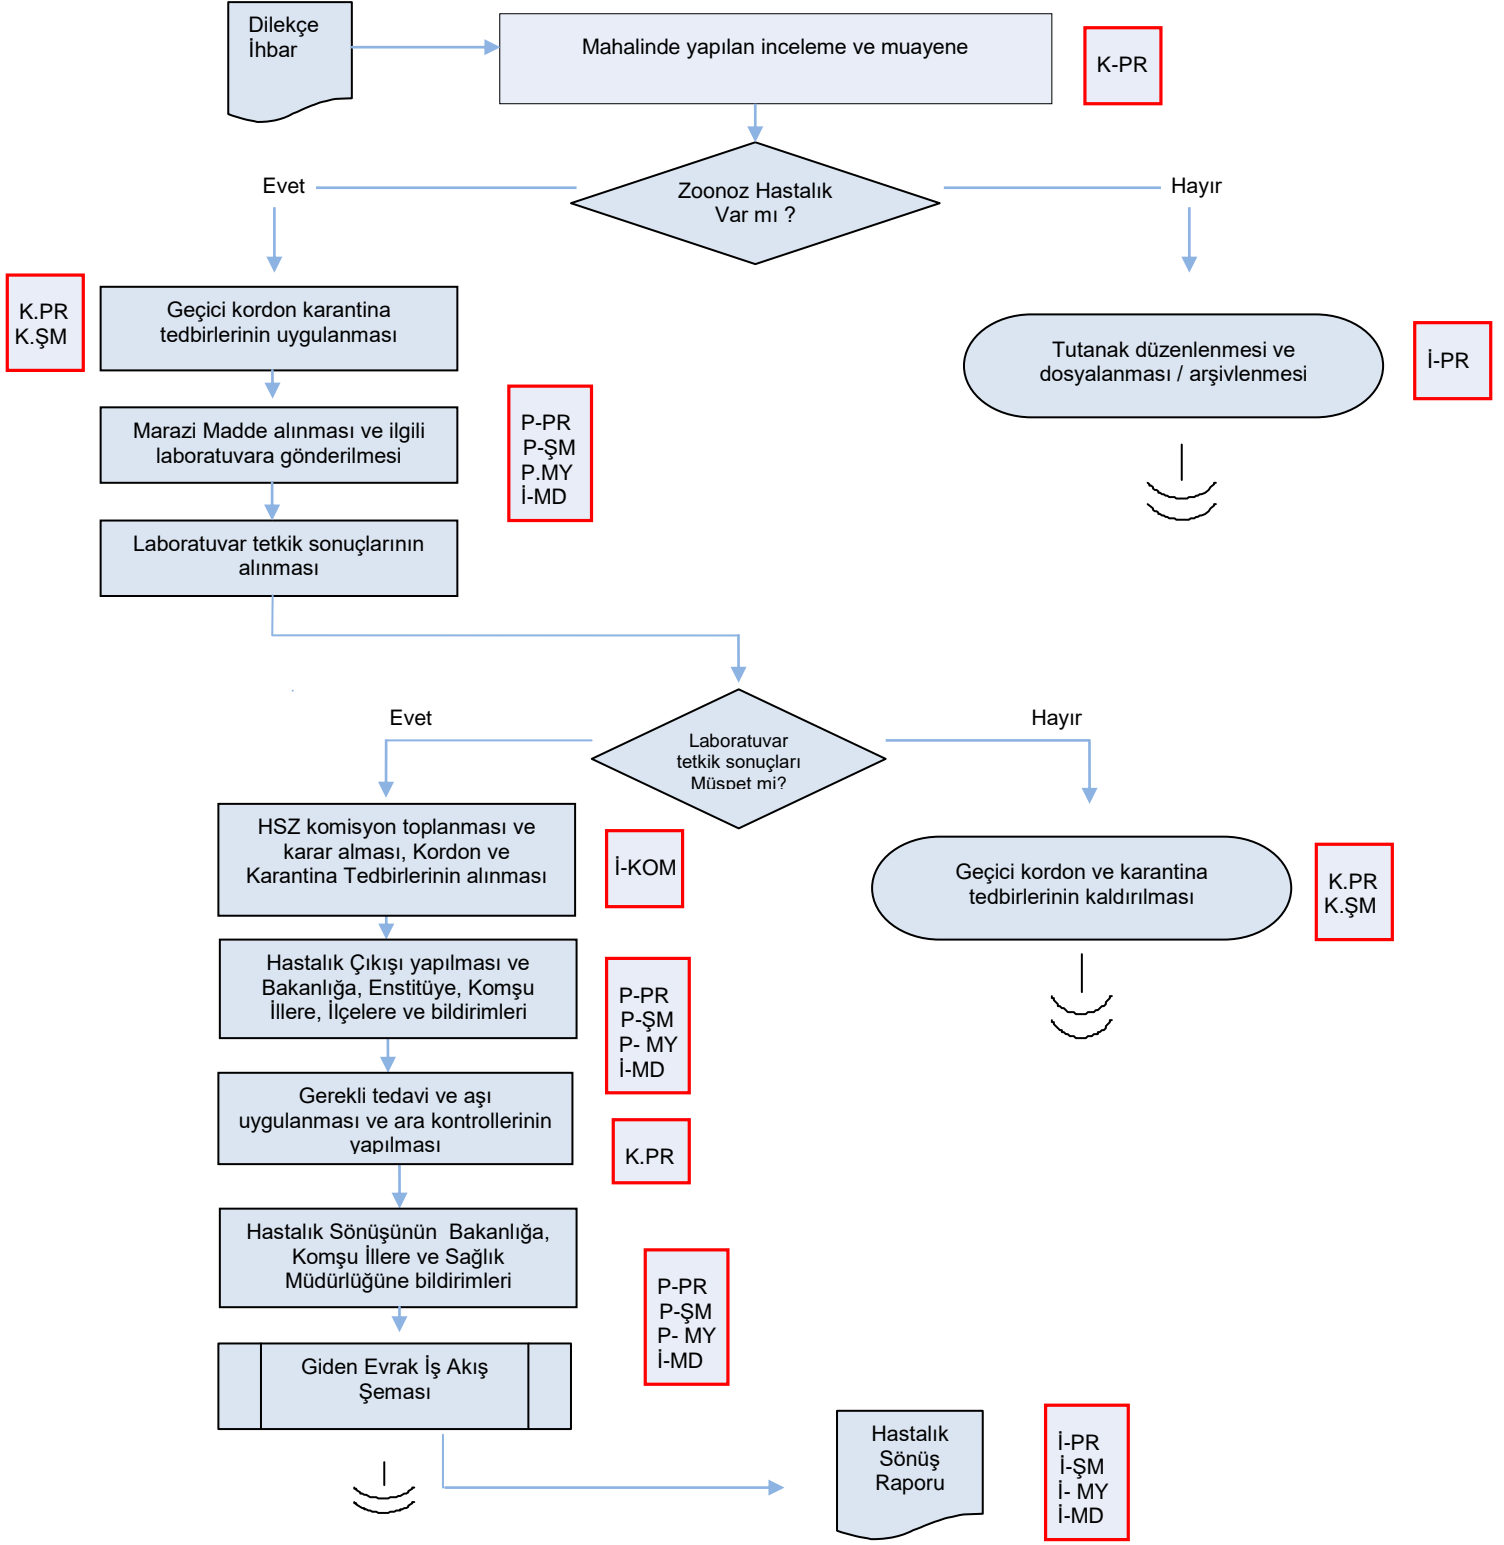 Dilekçe
İhbar
Mahalinde yapılan inceleme ve muayene
K-PR
Evet
Zoonoz Hastalık
Var mı ?
Hayır
K.PR
K.ŞM
Geçici kordon karantina
tedbirlerinin uygulanması
Tutanak düzenlenmesi ve
dosyalanması / arşivlenmesi
İ-PR
Marazi Madde alınması ve ilgili
laboratuvara gönderilmesi
P-PR
P-ŞM
P.MY
İ-MD
Laboratuvar tetkik sonuçlarının
alınması
Evet
Laboratuvar
tetkik sonuçları
Müspet mi?
Hayır
HSZ komisyon toplanması ve
karar alması, Kordon ve
Karantina Tedbirlerinin alınması
İ-KOM
Geçici kordon ve karantina
tedbirlerinin kaldırılması
K.PR
K.ŞM
Hastalık Çıkışı yapılması ve
Bakanlığa, Enstitüye, Komşu
İllere, İlçelere ve bildirimleri
P-PR
P-ŞM
P- MY
İ-MD
Gerekli tedavi ve aşı
uygulanması ve ara kontrollerinin
yapılması
K.PR
Hastalık Sönüşünün  Bakanlığa,
Komşu İllere ve Sağlık
Müdürlüğüne bildirimleri
P-PR
P-ŞM
P- MY
İ-MD
Giden Evrak İş Akış
Şeması
Hastalık
Sönüş
Raporu
İ-PR
İ-ŞM
İ- MY
İ-MD